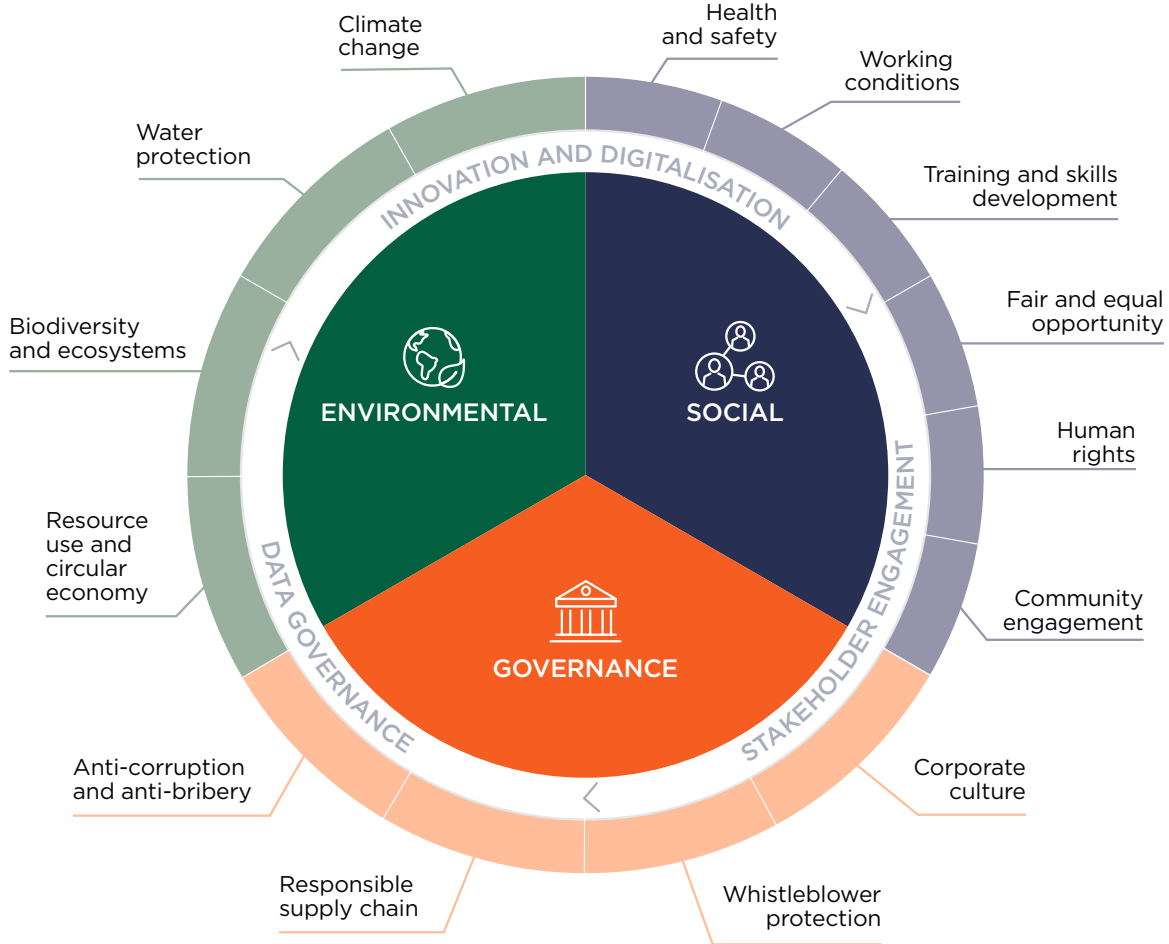 Climate
change
Health
and safety
Working
conditions
Water
protection
Training and skills
development
INNOVATION AND DIGITALISATION
Fair and equal
opportunity
Biodiversity
and ecosystems
ENVIRONMENTAL
SOCIAL
Human
rights
Resource
use and
circular
economy
DATA GOVERNANCE
STAKEHOLDER ENGAGEMENT
Community
engagement
GOVERNANCE
Anti-corruption
and anti-bribery
Corporate
culture
Responsible
supply chain
Whistleblower
protection